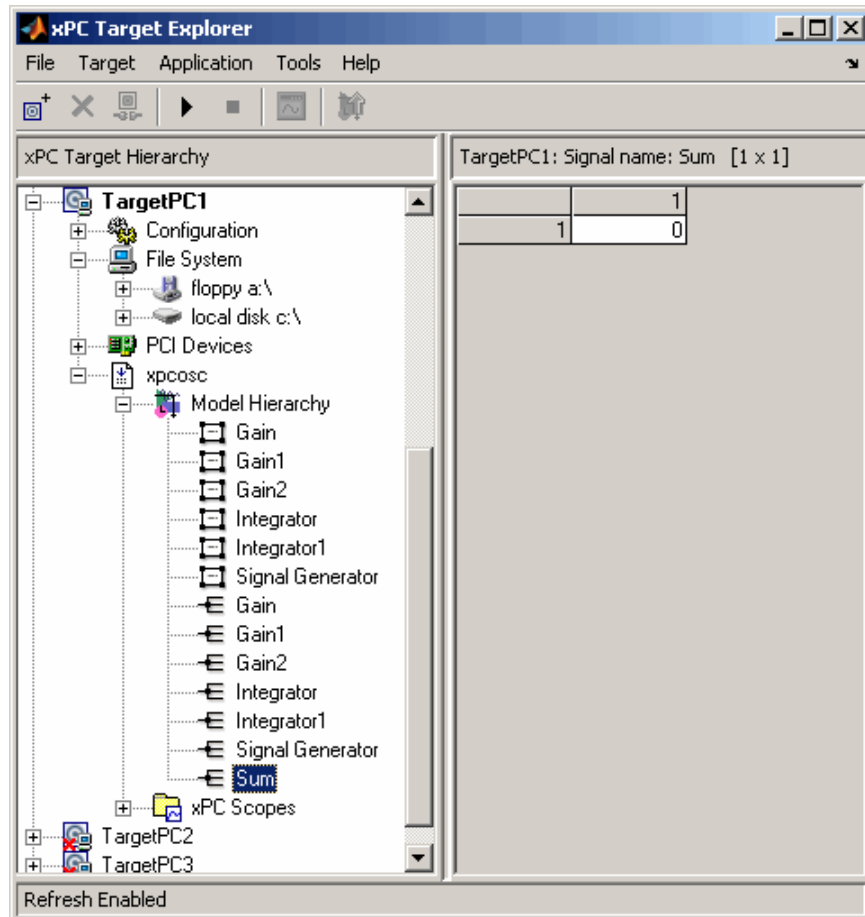 xPC Target Explorer
File Target Application Tools Help
xPC Target Hierarchy
TargetPC1: Signal name: Sum [1 x 1]
TargetPC1
1
Configuration
1 0
File System
floppy a:\
local disk c:\
PCI Devices
xpcosc
Model Hierarchy
Gain
Gain1
Gain2
Integrator
Integrator1
Signal Generator
Gain
Gain1
Gain2
Integrator
Integrator1
Signal Generator
Sum
xPC Scopes
TargetPC2
TargetPC3
Refresh Enabled